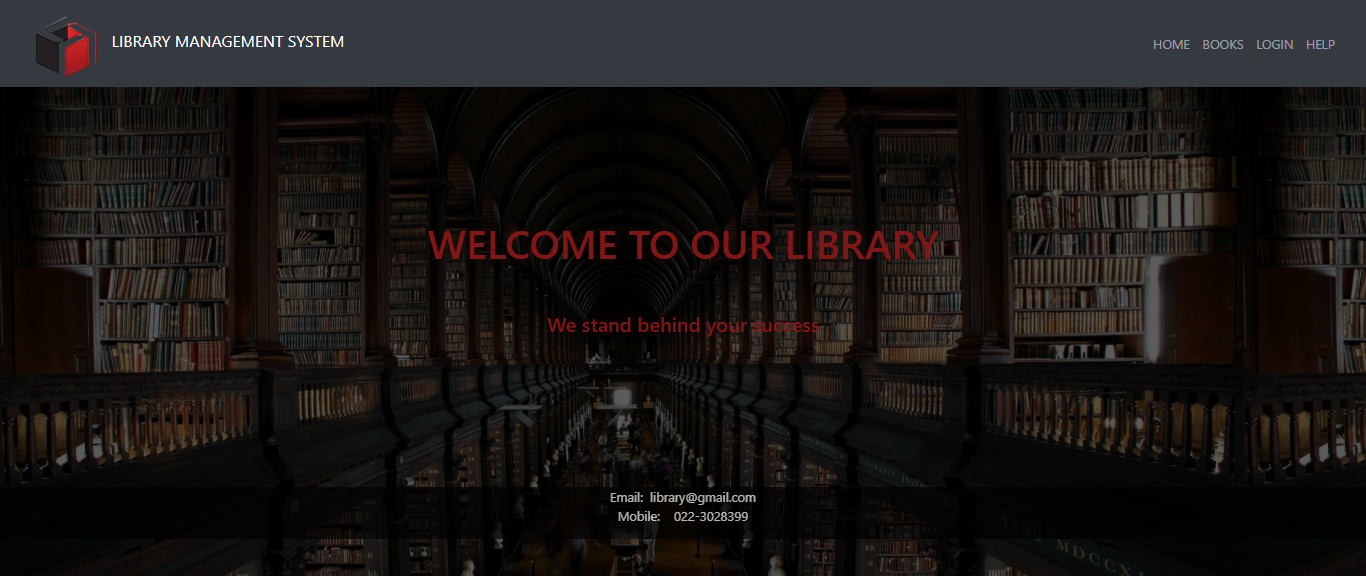 LIBRARY MANAGEMENT SYSTEM
HOME BOOKS LOGIN HELP
WELCOME TO OUR LIBRARY
We stand behind your success
Email: library@gmail.com
Mobile: 022-3028399